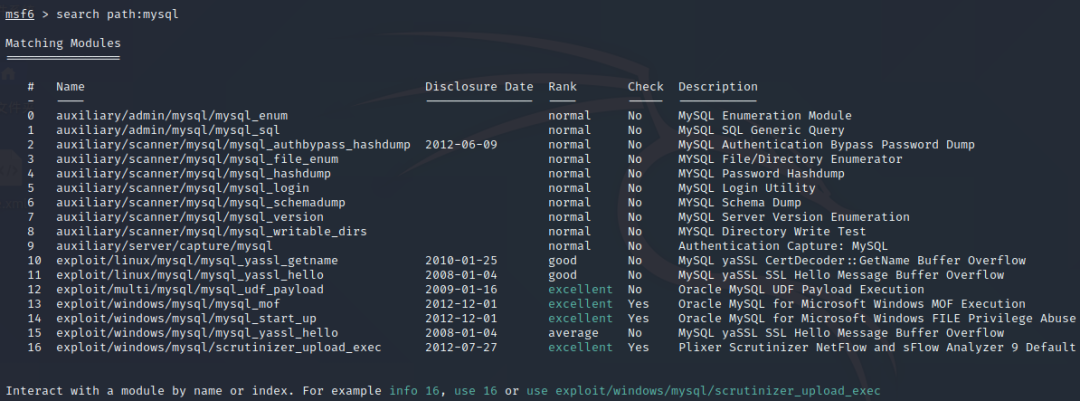 msf6 > search path:mysql
Matching Modules
================
# Name Disclosure Date Rank Check Description
- ---- --------------- ---- ----- -----------
0 auxiliary/admin/mysql/mysql_enum normal No MySQL Enumeration Module
1 auxiliary/admin/mysql/mysql_sql normal No MySQL SQL Generic Query
2 auxiliary/scanner/mysql/mysql_authbypass_hashdump 2012-06-09 normal No MySQL Authentication Bypass Password Dump
3 auxiliary/scanner/mysql/mysql_file_enum normal No MySQL File/Directory Enumerator
4 auxiliary/scanner/mysql/mysql_hashdump normal No MYSQL Password Hashdump
5 auxiliary/scanner/mysql/mysql_login normal No MySQL Login Utility
6 auxiliary/scanner/mysql/mysql_schemadump normal No MYSQL Schema Dump
7 auxiliary/scanner/mysql/mysql_version normal No MySQL Server Version Enumeration
8 auxiliary/scanner/mysql/mysql_writable_dirs normal No MYSQL Directory Write Test
9 auxiliary/server/capture/mysql normal No Authentication Capture: MySQL
10 exploit/linux/mysql/mysql_yassl_getname 2010-01-25 good No MySQL yaSSL CertDecoder::GetName Buffer Overflow
11 exploit/linux/mysql/mysql_yassl_hello 2008-01-04 good No MySQL yaSSL SSL Hello Message Buffer Overflow
12 exploit/multi/mysql/mysql_udf_payload 2009-01-16 excellent No Oracle MySQL UDF Payload Execution
13 exploit/windows/mysql/mysql_mof 2012-12-01 excellent Yes Oracle MySQL for Microsoft Windows MOF Execution
14 exploit/windows/mysql/mysql_start_up 2012-12-01 excellent Yes Oracle MySQL for Microsoft Windows FILE Privilege Abuse
15 exploit/windows/mysql/mysql_yassl_hello 2008-01-04 average No MySQL yaSSL SSL Hello Message Buffer Overflow
16 exploit/windows/mysql/scrutinizer_upload_exec 2012-07-27 excellent Yes Plixer Scrutinizer NetFlow and sFlow Analyzer 9 Default
Interact with a module by name or index. For example info 16, use 16 or use exploit/windows/mysql/scrutinizer_upload_exec